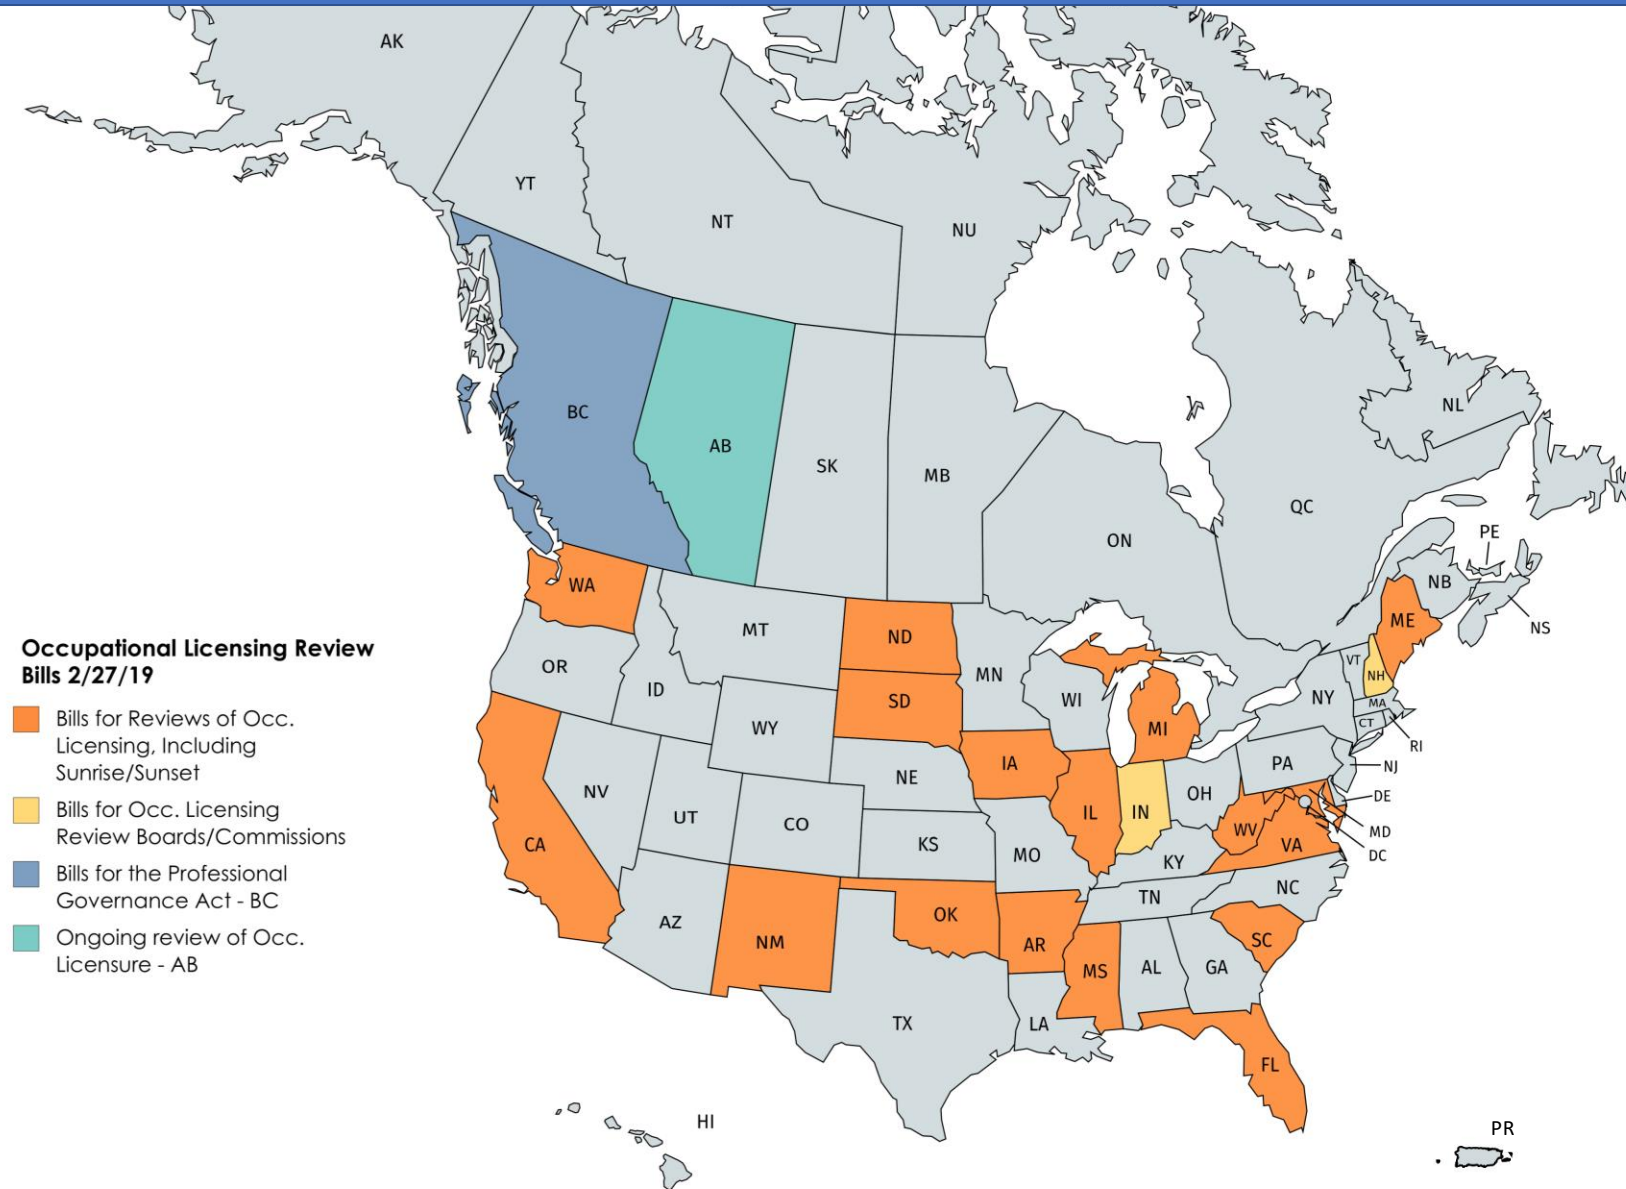 AK
YT
NT
NU
BC
AB
SK
MB
ON
QC
NL
PE
NB
NS
WA
MT
ND
MN
OR
ID
SD
WI
MI
NY
VT
NH
ME
MA
CT
RI
WY
IA
NE
PA
NJ
NV
UT
CO
IL
IN
OH
DE
MD
DC
CA
KS
MO
KY
WV
VA
AZ
NM
OK
AR
TN
NC
MS
AL
GA
SC
TX
LA
FL
HI
PR
Occupational Licensing Review
Bills 2/27/19
Bills for Reviews of Occ.
Licensing, Including
Sunrise/Sunset
Bills for Occ. Licensing
Review Boards/Commissions
Bills for the Professional
Governance Act - BC
Ongoing review of Occ.
Licensure - AB